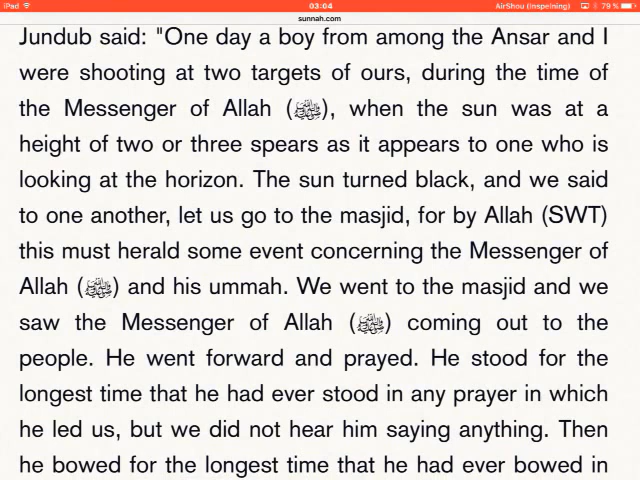 iPad 03:04 AirShou (Inspelning) 79 %
sunnah.com
Jundub said: "One day a boy from among the Ansar and I
were shooting at two targets of ours, during the time of
the Messenger of Allah (ﷺ), when the sun was at a
height of two or three spears as it appears to one who is
looking at the horizon. The sun turned black, and we said
to one another, let us go to the masjid, for by Allah (SWT)
this must herald some event concerning the Messenger of
Allah (ﷺ) and his ummah. We went to the masjid and we
saw the Messenger of Allah (ﷺ) coming out to the
people. He went forward and prayed. He stood for the
longest time that he had ever stood in any prayer in which
he led us, but we did not hear him saying anything. Then
he bowed for the longest time that he had ever bowed in